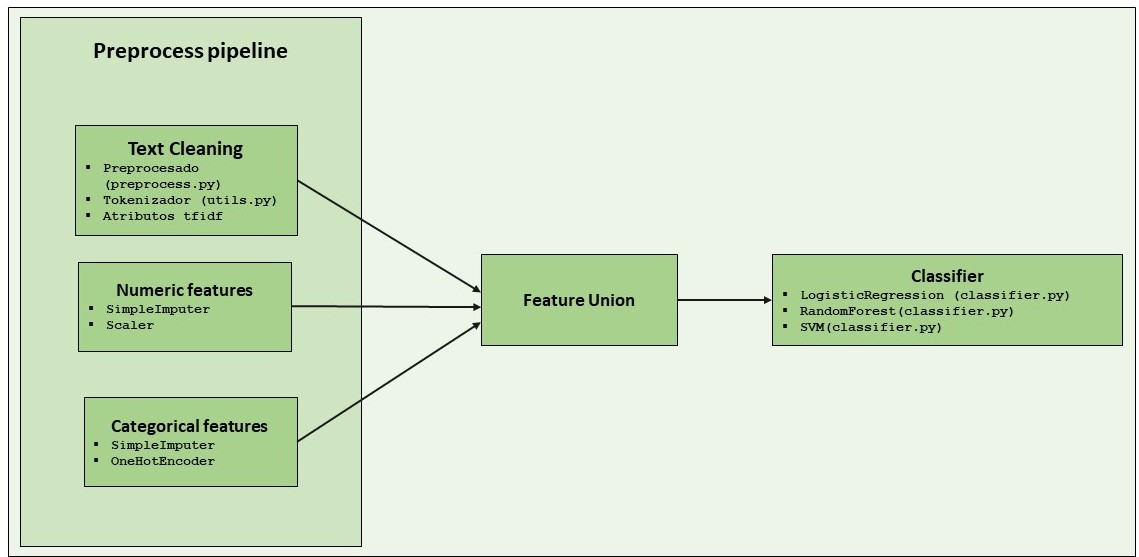 Preprocess pipeline
Text Cleaning
▪ Preprocesado
(preprocess.py)
▪ Tokenizador (utils.py)
▪ Atributos tfidf
Numeric features
▪ SimpleImputer
▪ Scaler
Categorical features
▪ SimpleImputer
▪ OneHotEncoder
Feature Union
Classifier
▪ LogisticRegression (classifier.py)
▪ RandomForest(classifier.py)
▪ SVM(classifier.py)